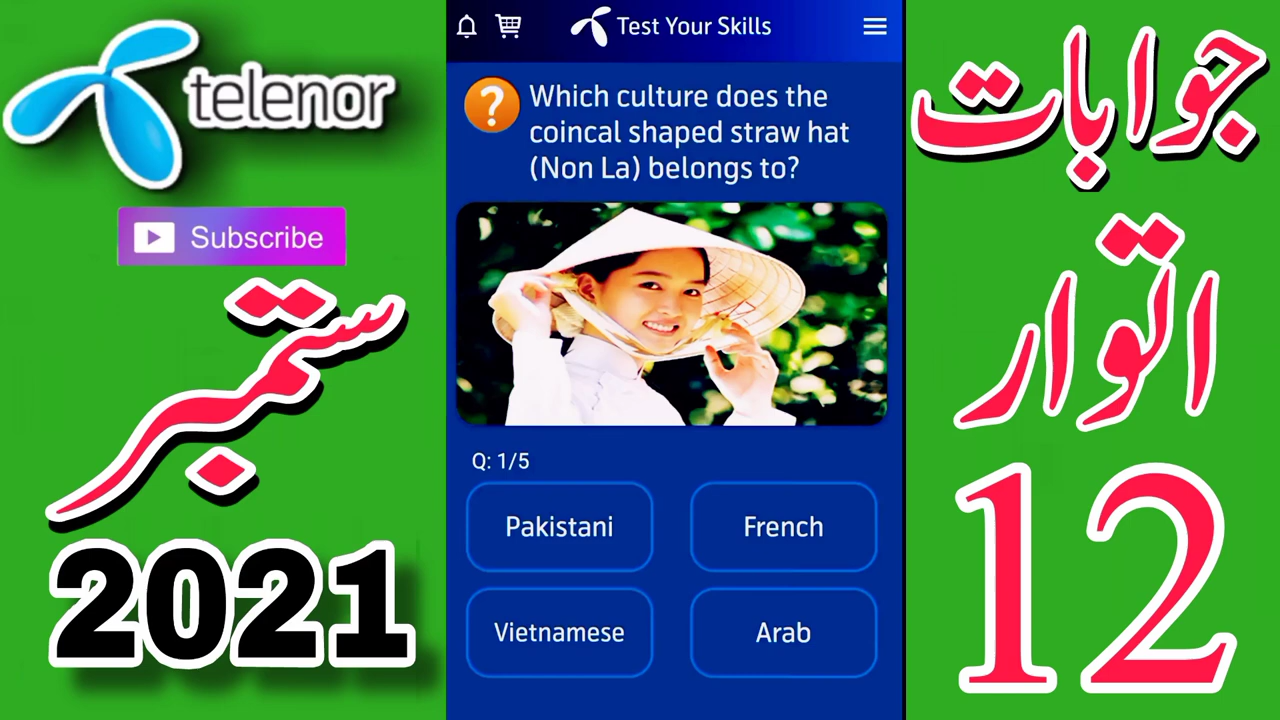 telenor
Subscribe
ستمبر
2021
Test Your Skills
?
Which culture does the
coincal shaped straw hat
(Non La) belongs to?
Q: 1/5
Pakistani
French
Vietnamese
Arab
جوابات
اتوار
12